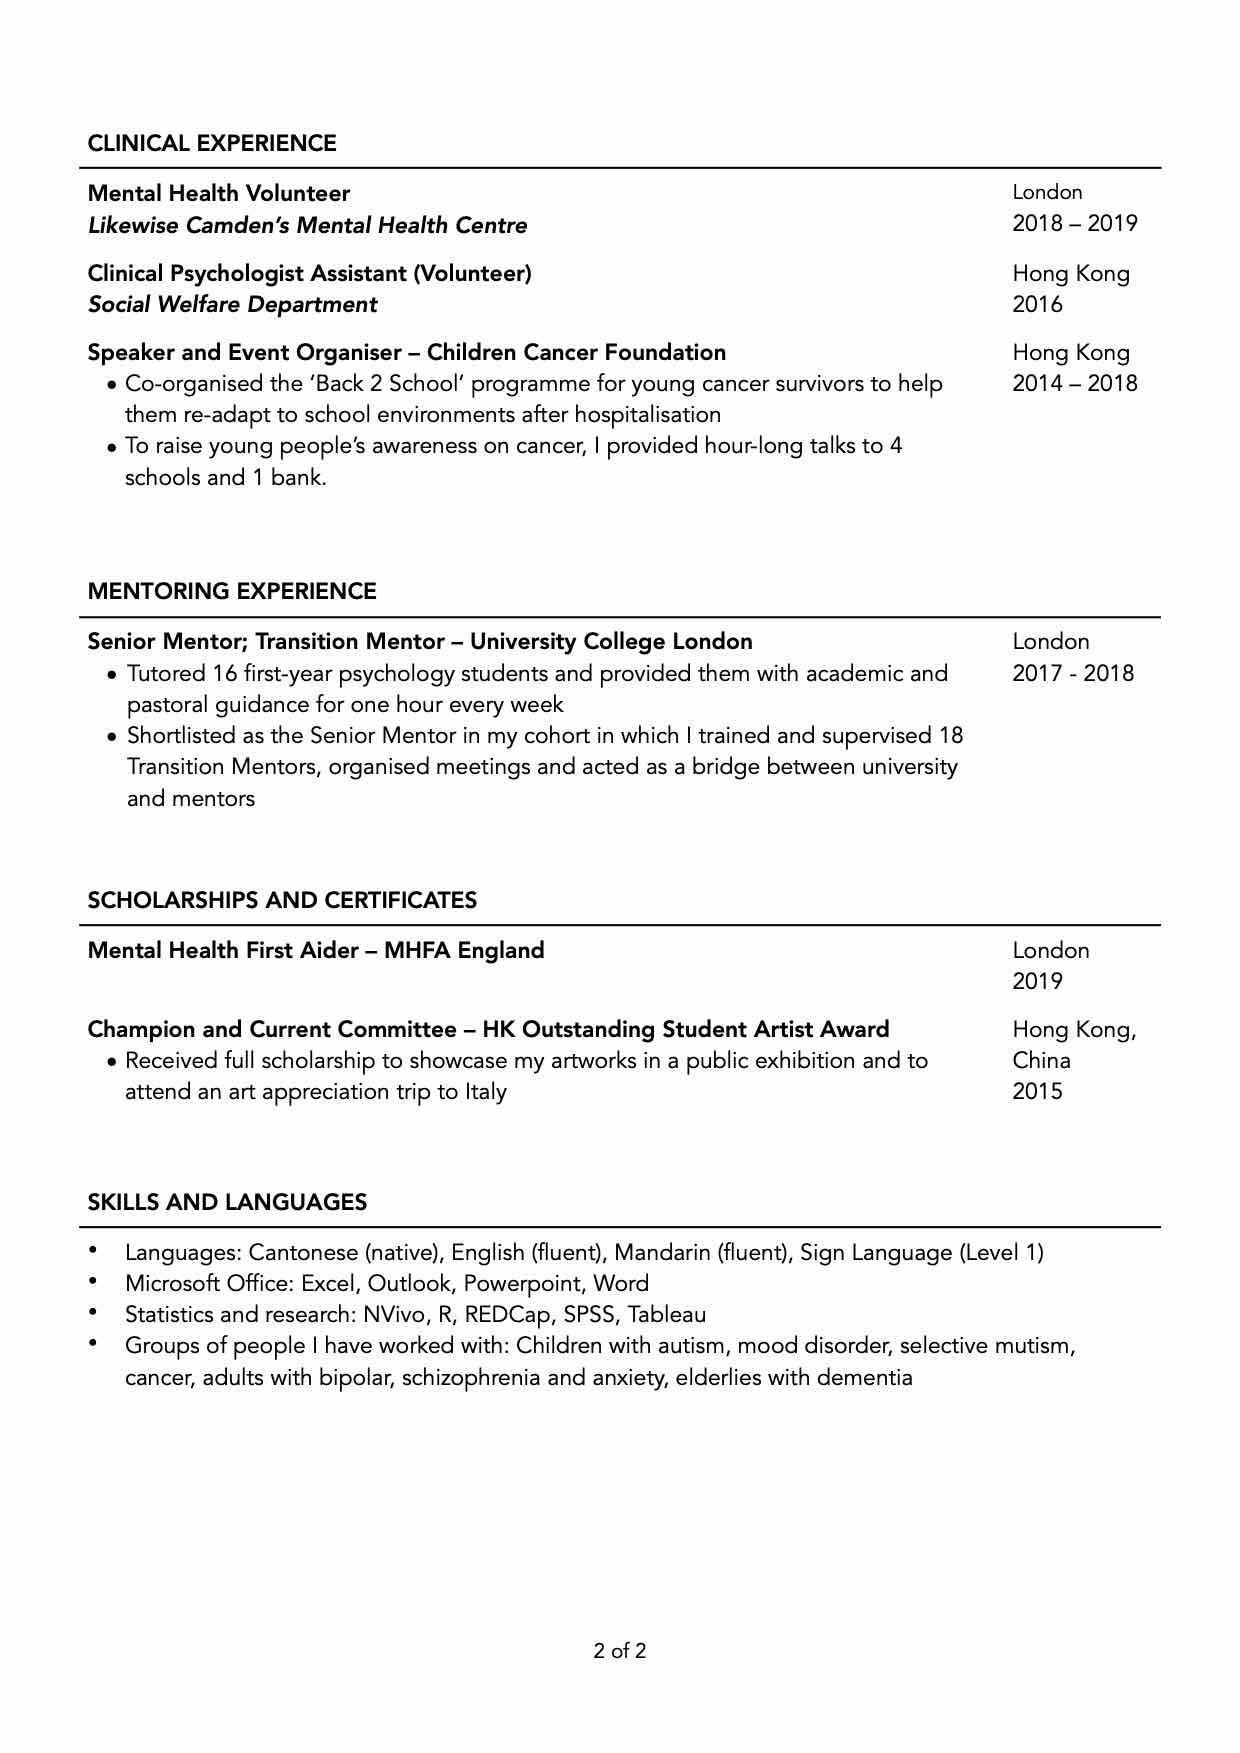 CLINICAL EXPERIENCE
Mental Health Volunteer
London
Likewise Camden’s Mental Health Centre
2018 – 2019
Clinical Psychologist Assistant (Volunteer)
Hong Kong
Social Welfare Department
2016
Speaker and Event Organiser – Children Cancer Foundation
Hong Kong
• Co-organised the ‘Back 2 School’ programme for young cancer survivors to help
2014 – 2018
them re-adapt to school environments after hospitalisation
• To raise young people’s awareness on cancer, I provided hour-long talks to 4
schools and 1 bank.
MENTORING EXPERIENCE
Senior Mentor; Transition Mentor – University College London
London
• Tutored 16 first-year psychology students and provided them with academic and
2017 - 2018
pastoral guidance for one hour every week
• Shortlisted as the Senior Mentor in my cohort in which I trained and supervised 18
Transition Mentors, organised meetings and acted as a bridge between university
and mentors
SCHOLARSHIPS AND CERTIFICATES
Mental Health First Aider – MHFA England
London
2019
Champion and Current Committee – HK Outstanding Student Artist Award
Hong Kong,
• Received full scholarship to showcase my artworks in a public exhibition and to
China
attend an art appreciation trip to Italy
2015
SKILLS AND LANGUAGES
• Languages: Cantonese (native), English (fluent), Mandarin (fluent), Sign Language (Level 1)
• Microsoft Office: Excel, Outlook, Powerpoint, Word
• Statistics and research: NVivo, R, REDCap, SPSS, Tableau
• Groups of people I have worked with: Children with autism, mood disorder, selective mutism,
cancer, adults with bipolar, schizophrenia and anxiety, elderlies with dementia
2 of 2